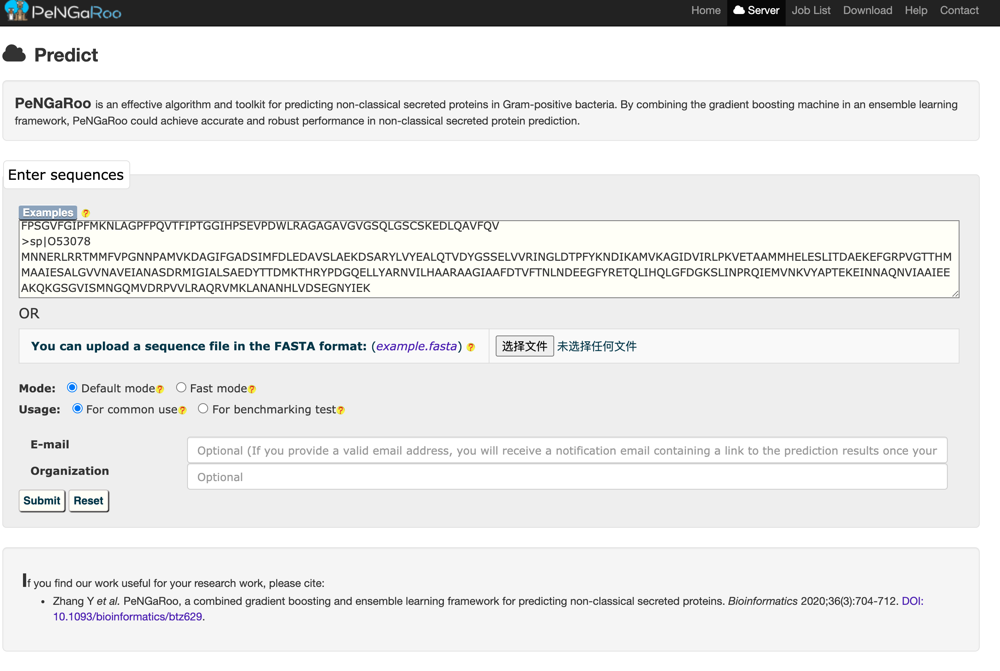 PeNGaRoo
Home Server Job List Download Help Contact
Predict
PeNGaRoo is an effective algorithm and toolkit for predicting non-classical secreted proteins in Gram-positive bacteria. By combining the gradient boosting machine in an ensemble learning
framework, PeNGaRoo could achieve accurate and robust performance in non-classical secreted protein prediction.
Enter sequences
Examples ?
FPSGVFGIPFMKNLAGPFPQVTFIPTGGIHPSEVPDWLRAGAGAVGVGSQLGSCSKEDLQAVFQV
>sp|O53078
MNNERLRRTMMFVPGNNPAMVKDAGIFGADSIMFDLEDAVSLAEKDSARYLVYEALQTVDYGSSELVVRINGLDTPFYKNDIKAMVKAGIDVIRLPKVETAAMMHELESLITDAEKEFGRPVGTTHM
MAAIESALGVVNAVEIANASDRMIGIALSAEDYTTDMKTHRYPDGQELLYARNVILHAARAAGIAAFDTVFTNLNDEEGFYRETQLIHQLGFDGKSLINPRQIEMVNKVYAPTEKEINNAQNVIAAIEE
AKQKGSGVISMNGQMVDRPVVLRAQRVMKLANANHLVDSEGNYIEK
OR
You can upload a sequence file in the FASTA format: (example.fasta) ? 选择文件 未选择任何文件
Mode: Default mode? Fast mode?
Usage: For common use? For benchmarking test?
E-mail Optional (If you provide a valid email address, you will receive a notification email containing a link to the prediction results once your
Organization Optional
Submit Reset
If you find our work useful for your research work, please cite:
• Zhang Y et al. PeNGaRoo, a combined gradient boosting and ensemble learning framework for predicting non-classical secreted proteins. Bioinformatics 2020;36(3):704-712. DOI:
10.1093/bioinformatics/btz629.